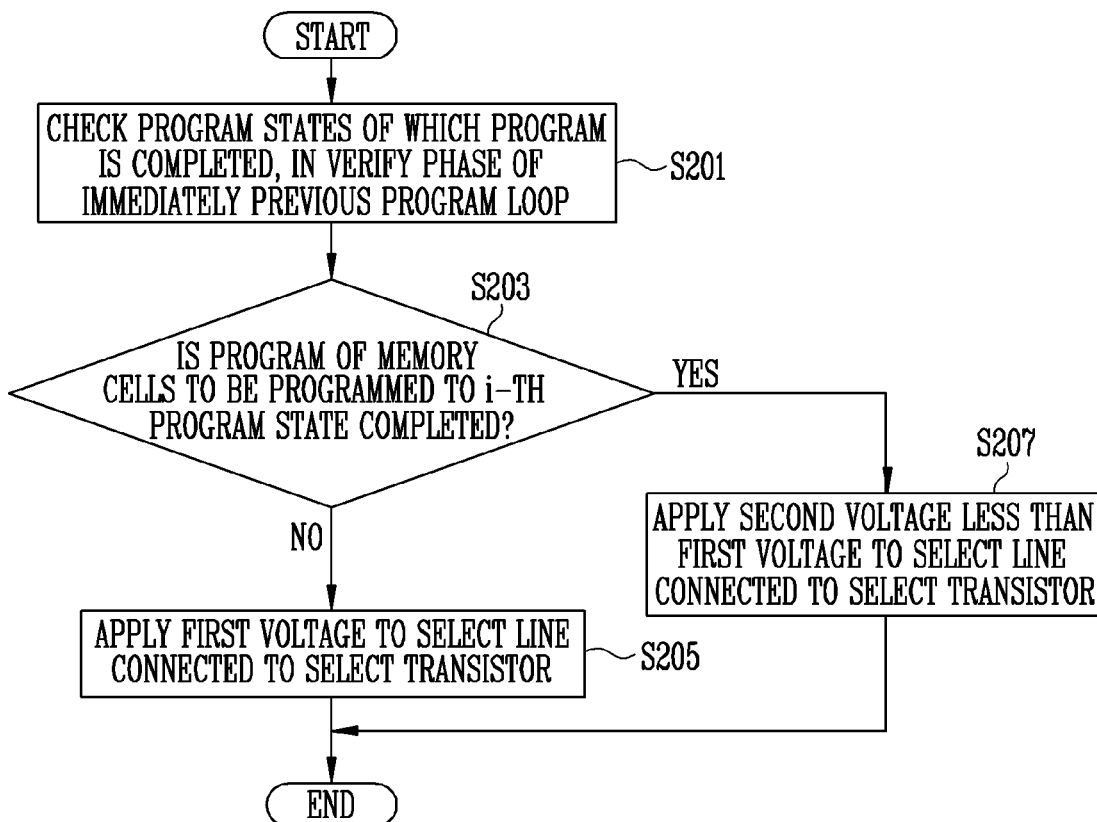 START
CHECK PROGRAM STATES OF WHICH PROGRAM
IS COMPLETED, IN VERIFY PHASE OF
IMMEDIATELY PREVIOUS PROGRAM LOOP
S201
S203
IS PROGRAM OF MEMORY
CELLS TO BE PROGRAMMED TO i-TH
PROGRAM STATE COMPLETED?
YES
S207
APPLY SECOND VOLTAGE LESS THAN
FIRST VOLTAGE TO SELECT LINE
CONNECTED TO SELECT TRANSISTOR
NO
APPLY FIRST VOLTAGE TO SELECT LINE
CONNECTED TO SELECT TRANSISTOR
S205
END